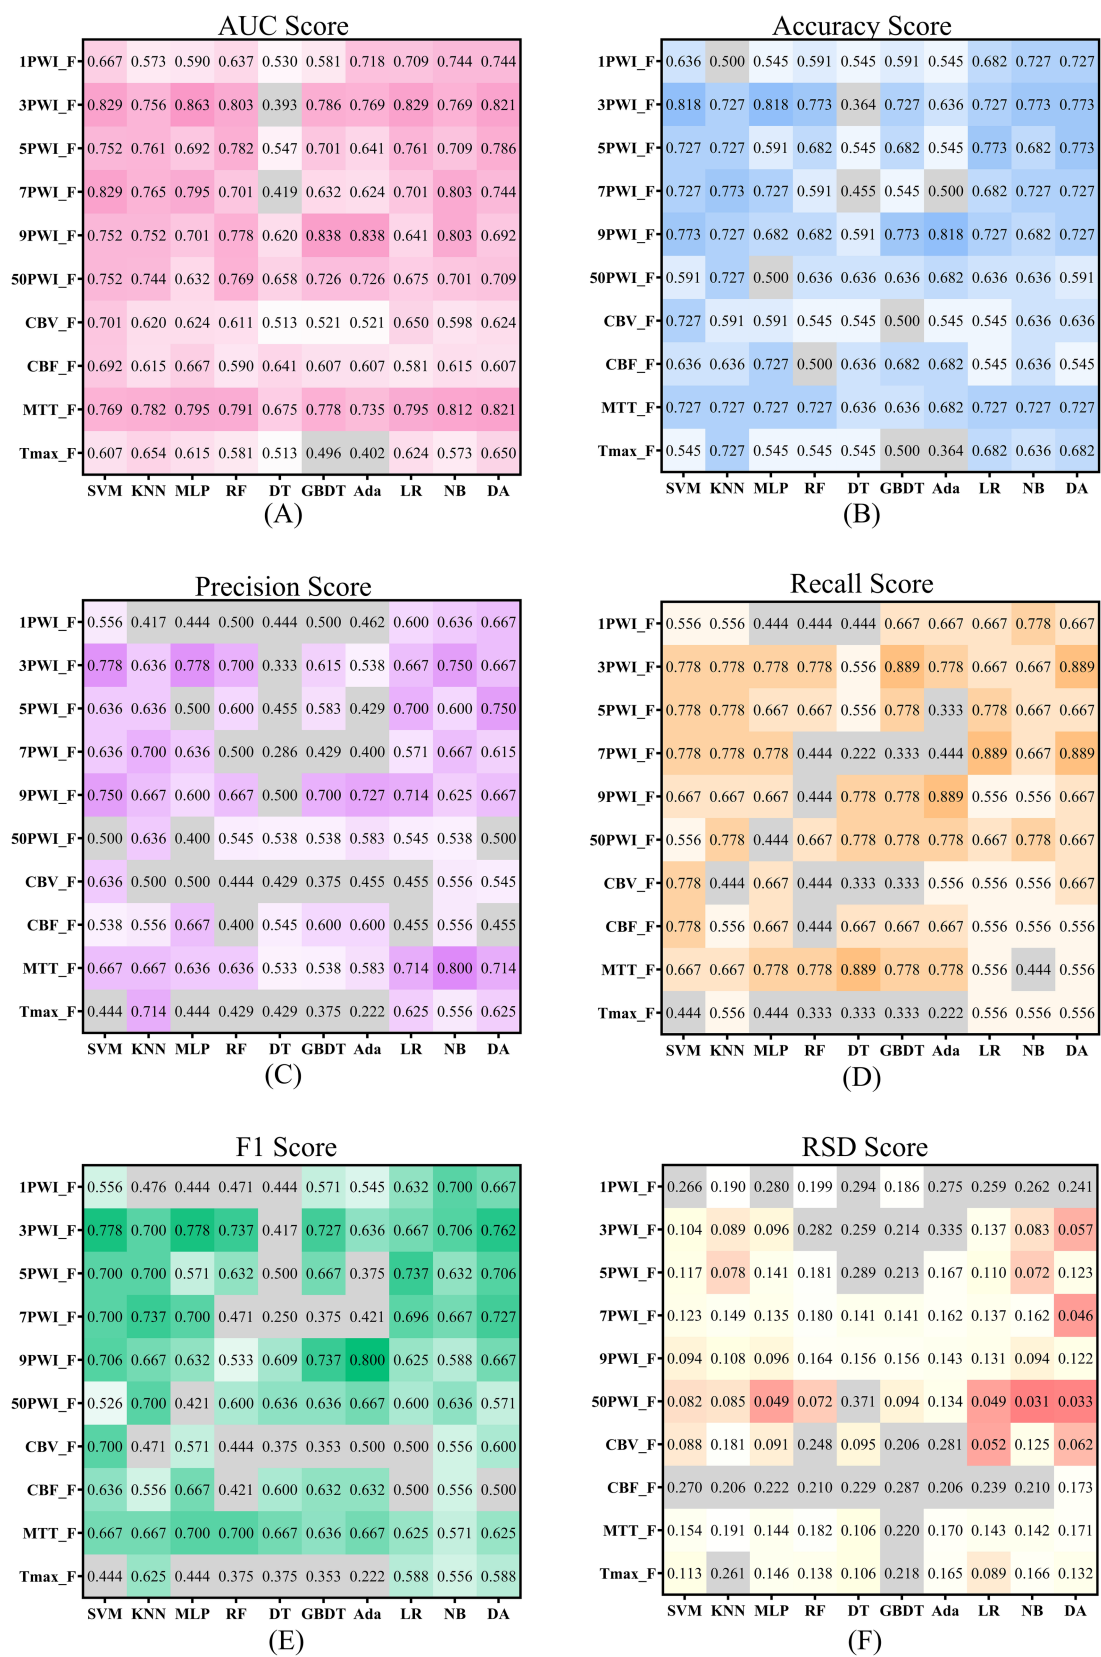 AUC Score
1PWI_F 0.667 0.573 0.590 0.637 0.530 0.581 0.718 0.709 0.744 0.744
3PWI_F 0.829 0.756 0.863 0.803 0.393 0.786 0.769 0.829 0.769 0.821
5PWI_F 0.752 0.761 0.692 0.782 0.547 0.701 0.641 0.761 0.709 0.786
7PWI_F 0.829 0.765 0.795 0.701 0.419 0.632 0.624 0.701 0.803 0.744
9PWI_F 0.752 0.752 0.701 0.778 0.620 0.838 0.838 0.641 0.803 0.692
50PWI_F 0.752 0.744 0.632 0.769 0.658 0.726 0.726 0.675 0.701 0.709
CBV_F 0.701 0.620 0.624 0.611 0.513 0.521 0.521 0.650 0.598 0.624
CBF_F 0.692 0.615 0.667 0.590 0.641 0.607 0.607 0.581 0.615 0.607
MTT_F 0.769 0.782 0.795 0.791 0.675 0.778 0.735 0.795 0.812 0.821
Tmax_F 0.607 0.654 0.615 0.581 0.513 0.496 0.402 0.624 0.573 0.650
SVM KNN MLP RF DT GBDT Ada LR NB DA
(A)
Accuracy Score
1PWI_F 0.636 0.500 0.545 0.591 0.545 0.591 0.545 0.682 0.727 0.727
3PWI_F 0.818 0.727 0.818 0.773 0.364 0.727 0.636 0.727 0.773 0.773
5PWI_F 0.727 0.727 0.591 0.682 0.545 0.682 0.545 0.773 0.682 0.773
7PWI_F 0.727 0.773 0.727 0.591 0.455 0.545 0.500 0.682 0.727 0.727
9PWI_F 0.773 0.727 0.682 0.682 0.591 0.773 0.818 0.727 0.682 0.727
50PWI_F 0.591 0.727 0.500 0.636 0.636 0.636 0.682 0.636 0.636 0.591
CBV_F 0.727 0.591 0.591 0.545 0.545 0.500 0.545 0.545 0.636 0.636
CBF_F 0.636 0.636 0.727 0.500 0.636 0.682 0.682 0.545 0.636 0.545
MTT_F 0.727 0.727 0.727 0.727 0.636 0.636 0.682 0.727 0.727 0.727
Tmax_F 0.545 0.727 0.545 0.545 0.545 0.500 0.364 0.682 0.636 0.682
SVM KNN MLP RF DT GBDT Ada LR NB DA
(B)
Precision Score
1PWI_F 0.556 0.417 0.444 0.500 0.444 0.500 0.462 0.600 0.636 0.667
3PWI_F 0.778 0.636 0.778 0.700 0.333 0.615 0.538 0.667 0.750 0.667
5PWI_F 0.636 0.636 0.500 0.600 0.455 0.583 0.429 0.700 0.600 0.750
7PWI_F 0.636 0.700 0.636 0.500 0.286 0.429 0.400 0.571 0.667 0.615
9PWI_F 0.750 0.667 0.600 0.667 0.500 0.700 0.727 0.714 0.625 0.667
50PWI_F 0.500 0.636 0.400 0.545 0.538 0.538 0.583 0.545 0.538 0.500
CBV_F 0.636 0.500 0.500 0.444 0.429 0.375 0.455 0.455 0.556 0.545
CBF_F 0.538 0.556 0.667 0.400 0.545 0.600 0.600 0.455 0.556 0.455
MTT_F 0.667 0.667 0.636 0.636 0.533 0.538 0.583 0.714 0.800 0.714
Tmax_F 0.444 0.714 0.444 0.429 0.429 0.375 0.222 0.625 0.556 0.625
SVM KNN MLP RF DT GBDT Ada LR NB DA
(C)
Recall Score
1PWI_F 0.556 0.556 0.444 0.444 0.444 0.667 0.667 0.667 0.778 0.667
3PWI_F 0.778 0.778 0.778 0.778 0.556 0.889 0.778 0.667 0.667 0.889
5PWI_F 0.778 0.778 0.667 0.667 0.556 0.778 0.333 0.778 0.667 0.667
7PWI_F 0.778 0.778 0.778 0.444 0.222 0.333 0.444 0.889 0.667 0.889
9PWI_F 0.667 0.667 0.667 0.444 0.778 0.778 0.889 0.556 0.556 0.667
50PWI_F 0.556 0.778 0.444 0.667 0.778 0.778 0.778 0.667 0.778 0.667
CBV_F 0.778 0.444 0.667 0.444 0.333 0.333 0.556 0.556 0.556 0.667
CBF_F 0.778 0.556 0.667 0.444 0.667 0.667 0.667 0.556 0.556 0.556
MTT_F 0.667 0.667 0.778 0.778 0.889 0.778 0.778 0.556 0.444 0.556
Tmax_F 0.444 0.556 0.444 0.333 0.333 0.333 0.222 0.556 0.556 0.556
SVM KNN MLP RF DT GBDT Ada LR NB DA
(D)
F1 Score
1PWI_F 0.556 0.476 0.444 0.471 0.444 0.571 0.545 0.632 0.700 0.667
3PWI_F 0.778 0.700 0.778 0.737 0.417 0.727 0.636 0.667 0.706 0.762
5PWI_F 0.700 0.700 0.571 0.632 0.500 0.667 0.375 0.737 0.632 0.706
7PWI_F 0.700 0.737 0.700 0.471 0.250 0.375 0.421 0.696 0.667 0.727
9PWI_F 0.706 0.667 0.632 0.533 0.609 0.737 0.800 0.625 0.588 0.667
50PWI_F 0.526 0.700 0.421 0.600 0.636 0.636 0.667 0.600 0.636 0.571
CBV_F 0.700 0.471 0.571 0.444 0.375 0.353 0.500 0.500 0.556 0.600
CBF_F 0.636 0.556 0.667 0.421 0.600 0.632 0.632 0.500 0.556 0.500
MTT_F 0.667 0.667 0.700 0.700 0.667 0.636 0.667 0.625 0.571 0.625
Tmax_F 0.444 0.625 0.444 0.375 0.375 0.353 0.222 0.588 0.556 0.588
SVM KNN MLP RF DT GBDT Ada LR NB DA
(E)
RSD Score
1PWI_F 0.266 0.190 0.280 0.199 0.294 0.186 0.275 0.259 0.262 0.241
3PWI_F 0.104 0.089 0.096 0.282 0.259 0.214 0.335 0.137 0.083 0.057
5PWI_F 0.117 0.078 0.141 0.181 0.289 0.213 0.167 0.110 0.072 0.123
7PWI_F 0.123 0.149 0.135 0.180 0.141 0.141 0.162 0.137 0.162 0.046
9PWI_F 0.094 0.108 0.096 0.164 0.156 0.156 0.143 0.131 0.094 0.122
50PWI_F 0.082 0.085 0.049 0.072 0.371 0.094 0.134 0.049 0.031 0.033
CBV_F 0.088 0.181 0.091 0.248 0.095 0.206 0.281 0.052 0.125 0.062
CBF_F 0.270 0.206 0.222 0.210 0.229 0.287 0.206 0.239 0.210 0.173
MTT_F 0.154 0.191 0.144 0.182 0.106 0.220 0.170 0.143 0.142 0.171
Tmax_F 0.113 0.261 0.146 0.138 0.106 0.218 0.165 0.089 0.166 0.132
SVM KNN MLP RF DT GBDT Ada LR NB DA
(F)